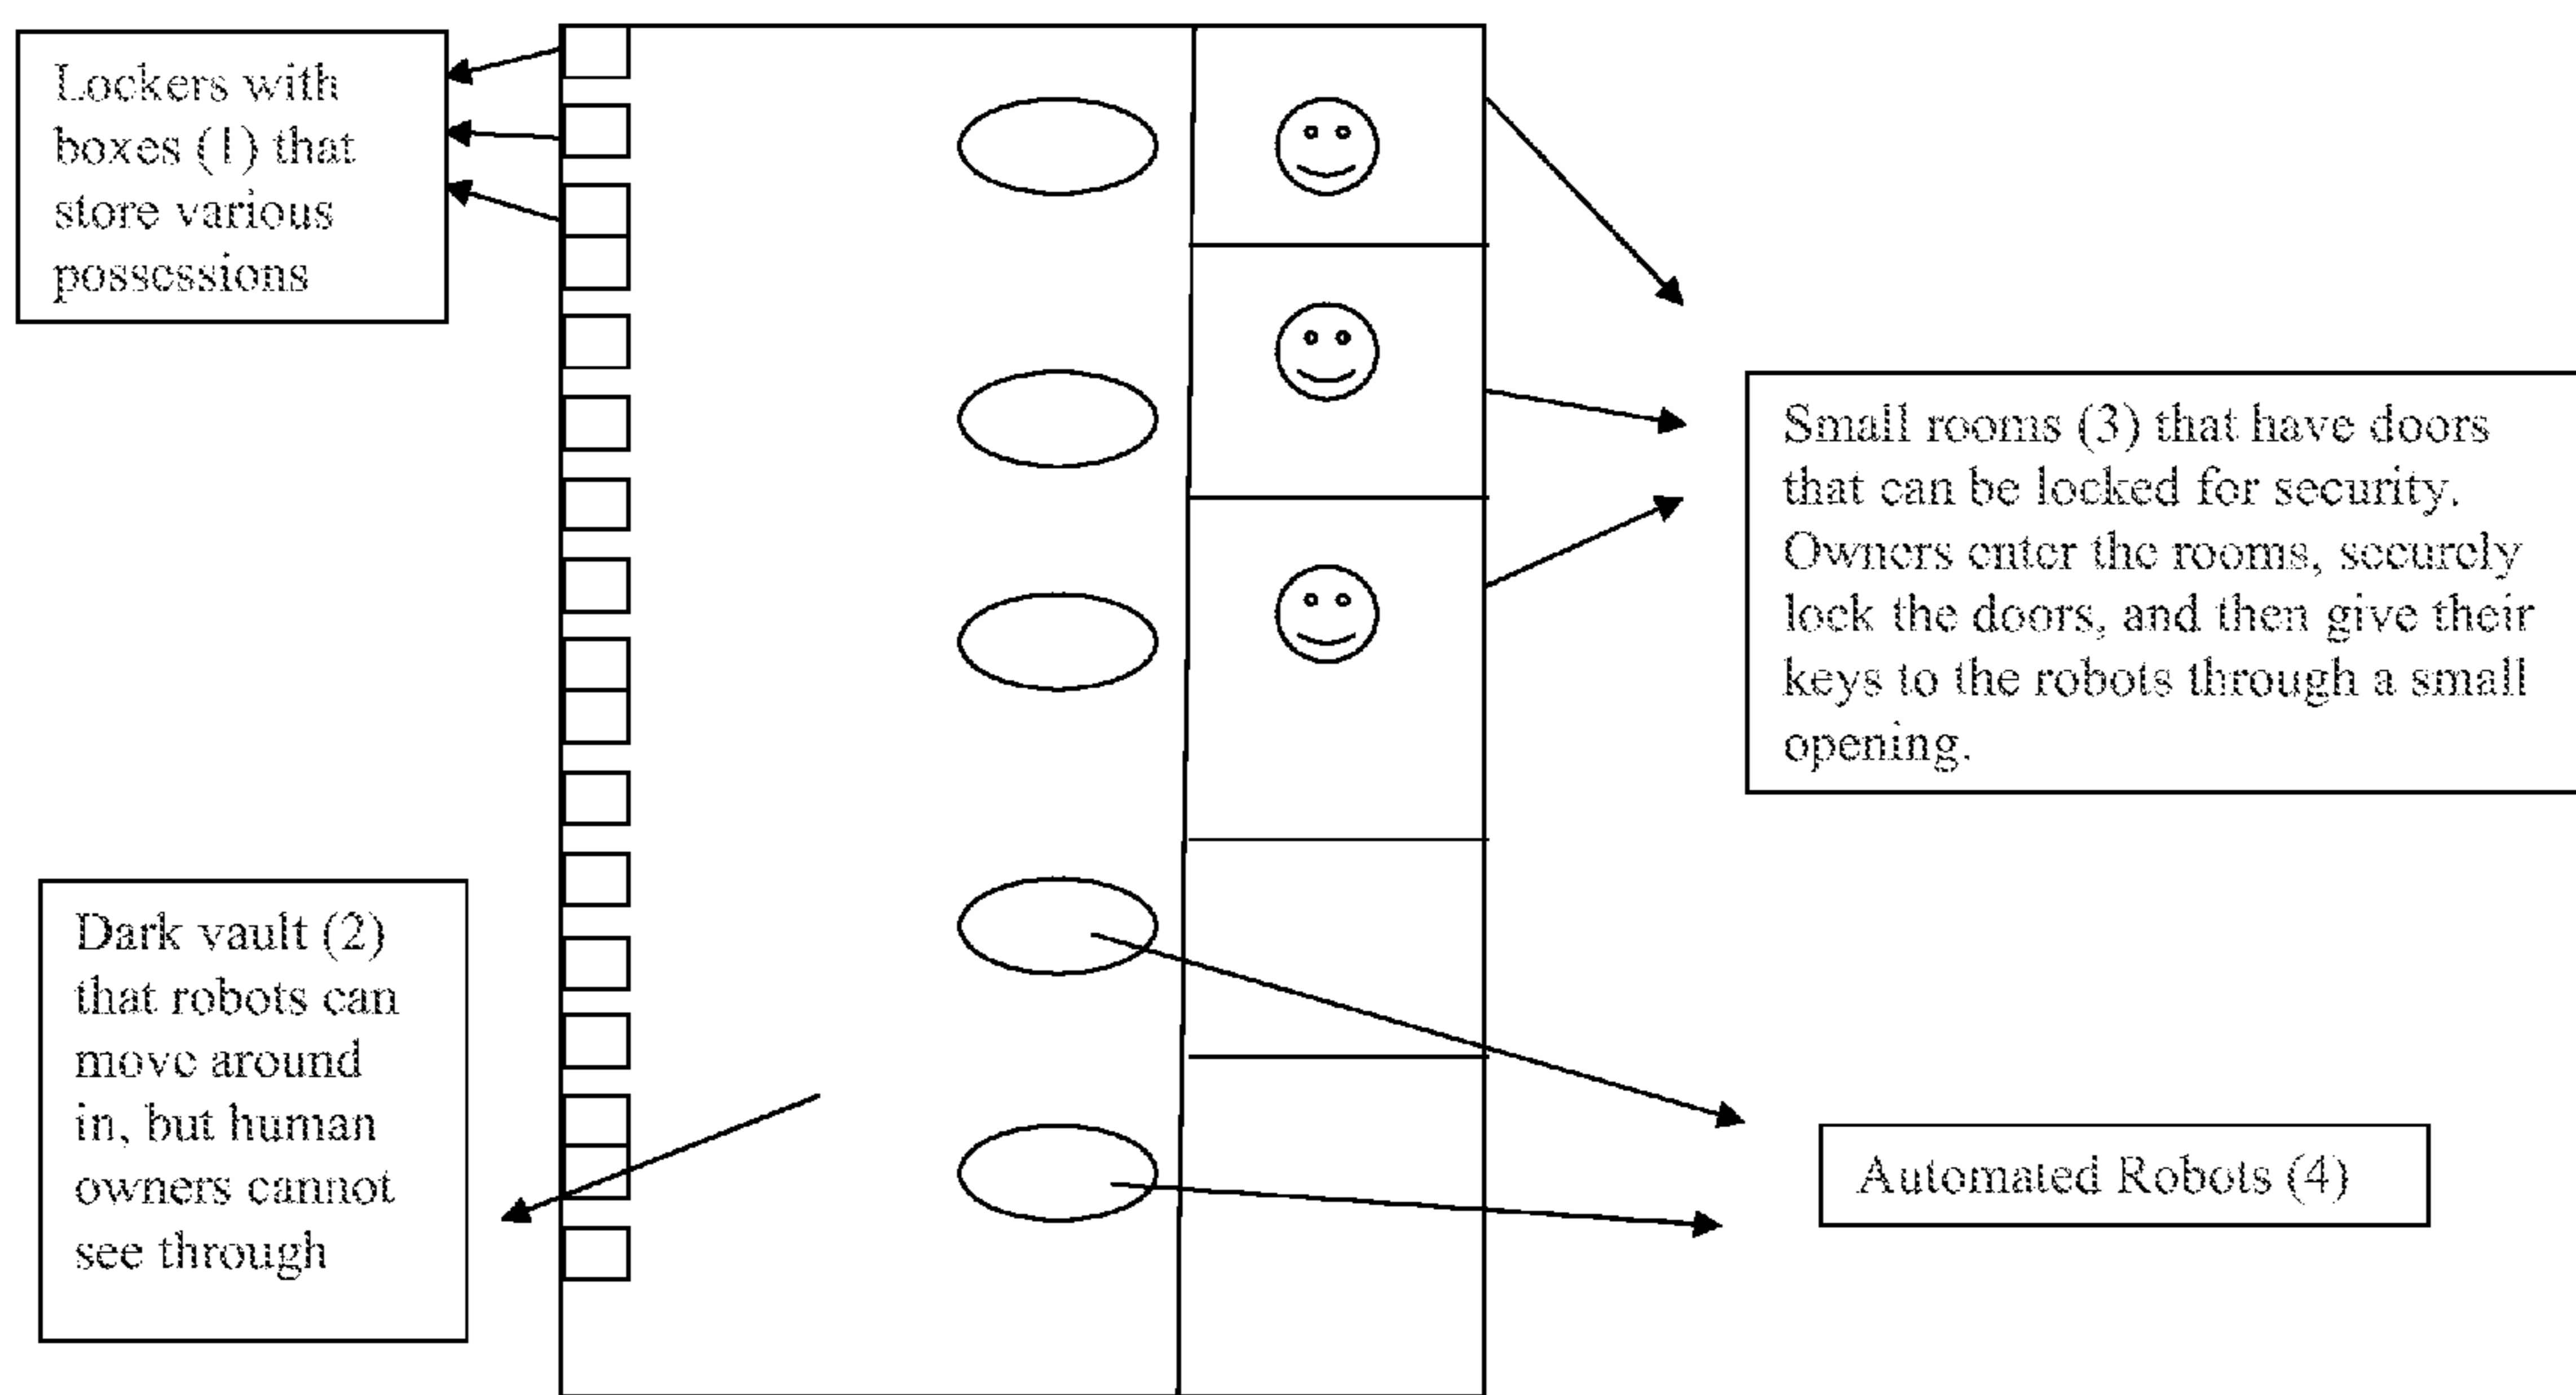 Lockers with
boxes (1) that
store various
possessions
Small rooms (3) that have doors
that can be locked for security.
Owners enter the rooms, securely
lock the doors, and then give their
keys to the robots through a small
opening.
Dark vault (2)
that robots can
move around
in, but human
owners cannot
see through
Automated Robots (4)